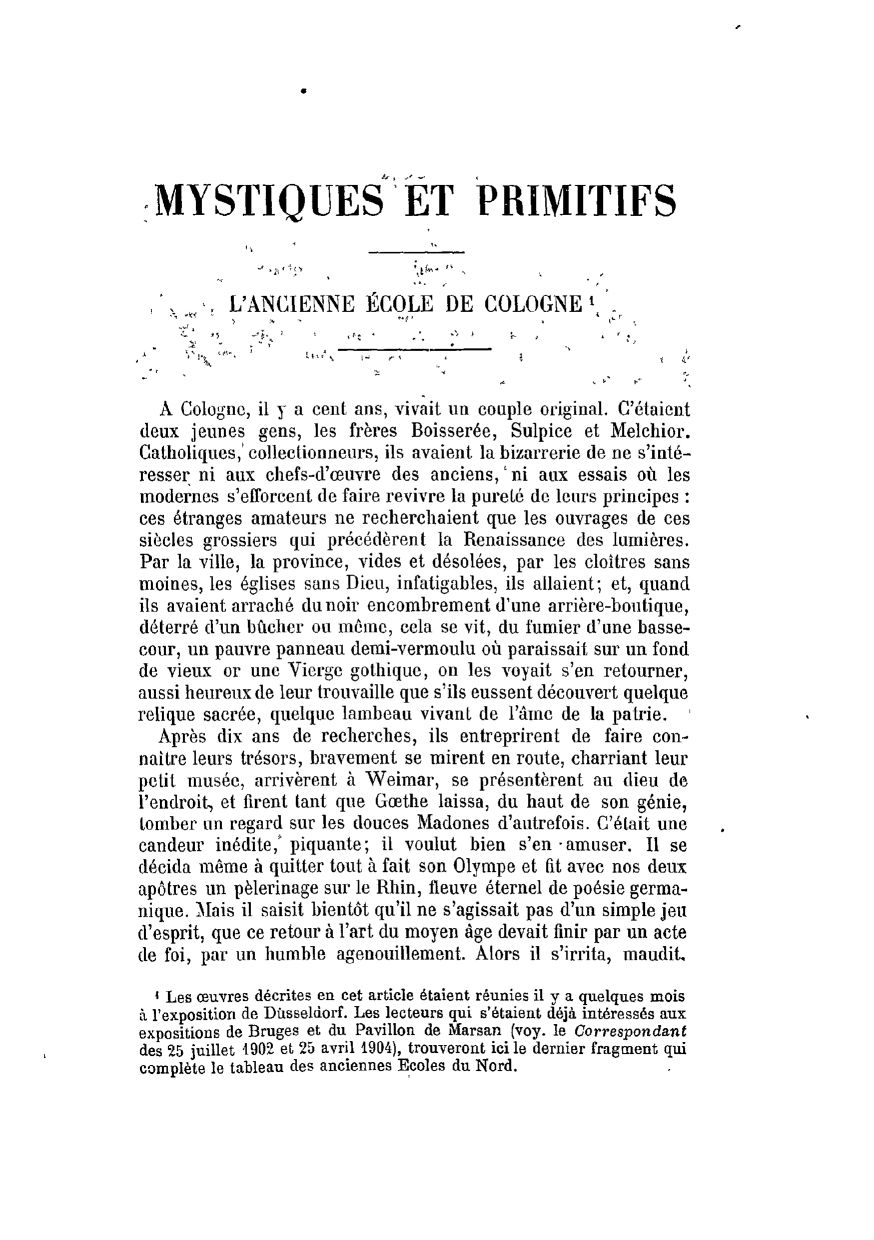 MYSTIQUES ET PRIMITIFS
L'ANCIENNE ÉCOLE DE COLOGNE ¹
A Cologne, il y a cent ans, vivait un couple original. C'étaient
deux jeunes gens, les frères Boisserée, Sulpice et Melchior.
Catholiques, collectionneurs, ils avaient la bizarrerie de ne s'inté-
resser ni aux chefs-d'œuvre des anciens, ni aux essais où les
modernes s'efforcent de faire revivre la pureté de leurs principes :
ces étranges amateurs ne recherchaient que les ouvrages de ces
siècles grossiers qui précédèrent la Renaissance des lumières.
Par la ville, la province, vides et désolées, par les cloîtres sans
moines, les églises sans Dieu, infatigables, ils allaient; et, quand
ils avaient arraché du noir encombrement d'une arrière-boutique,
déterré d'un bûcher ou même, cela se vit, du fumier d'une basse-
cour, un pauvre panneau demi-vermoulu où paraissait sur un fond
de vieux or une Vierge gothique, on les voyait s'en retourner,
aussi heureux de leur trouvaille que s'ils eussent découvert quelque
relique sacrée, quelque lambeau vivant de l'âme de la patrie.
Après dix ans de recherches, ils entreprirent de faire con-
naître leurs trésors, bravement se mirent en route, charriant leur
petit musée, arrivèrent à Weimar, se présentèrent au dieu de
l'endroit, et firent tant que Gœthe laissa, du haut de son génie,
tomber un regard sur les douces Madones d'autrefois. C'était une
candeur inédite, piquante; il voulut bien s'en amuser. Il se
décida même à quitter tout à fait son Olympe et fit avec nos deux
apôtres un pèlerinage sur le Rhin, fleuve éternel de poésie germa-
nique. Mais il saisit bientôt qu'il ne s'agissait pas d'un simple jeu
d'esprit, que ce retour à l'art du moyen âge devait finir par un acte
de foi, par un humble agenouillement. Alors il s'irrita, maudit,
¹ Les œuvres décrites en cet article étaient réunies il y a quelques mois
à l'exposition de Düsseldorf. Les lecteurs qui s'étaient déjà intéressés aux
expositions de Bruges et du Pavillon de Marsan (voy. le Correspondant
des 25 juillet 1902 et 25 avril 1904), trouveront ici le dernier fragment qui
complète le tableau des anciennes Ecoles du Nord.